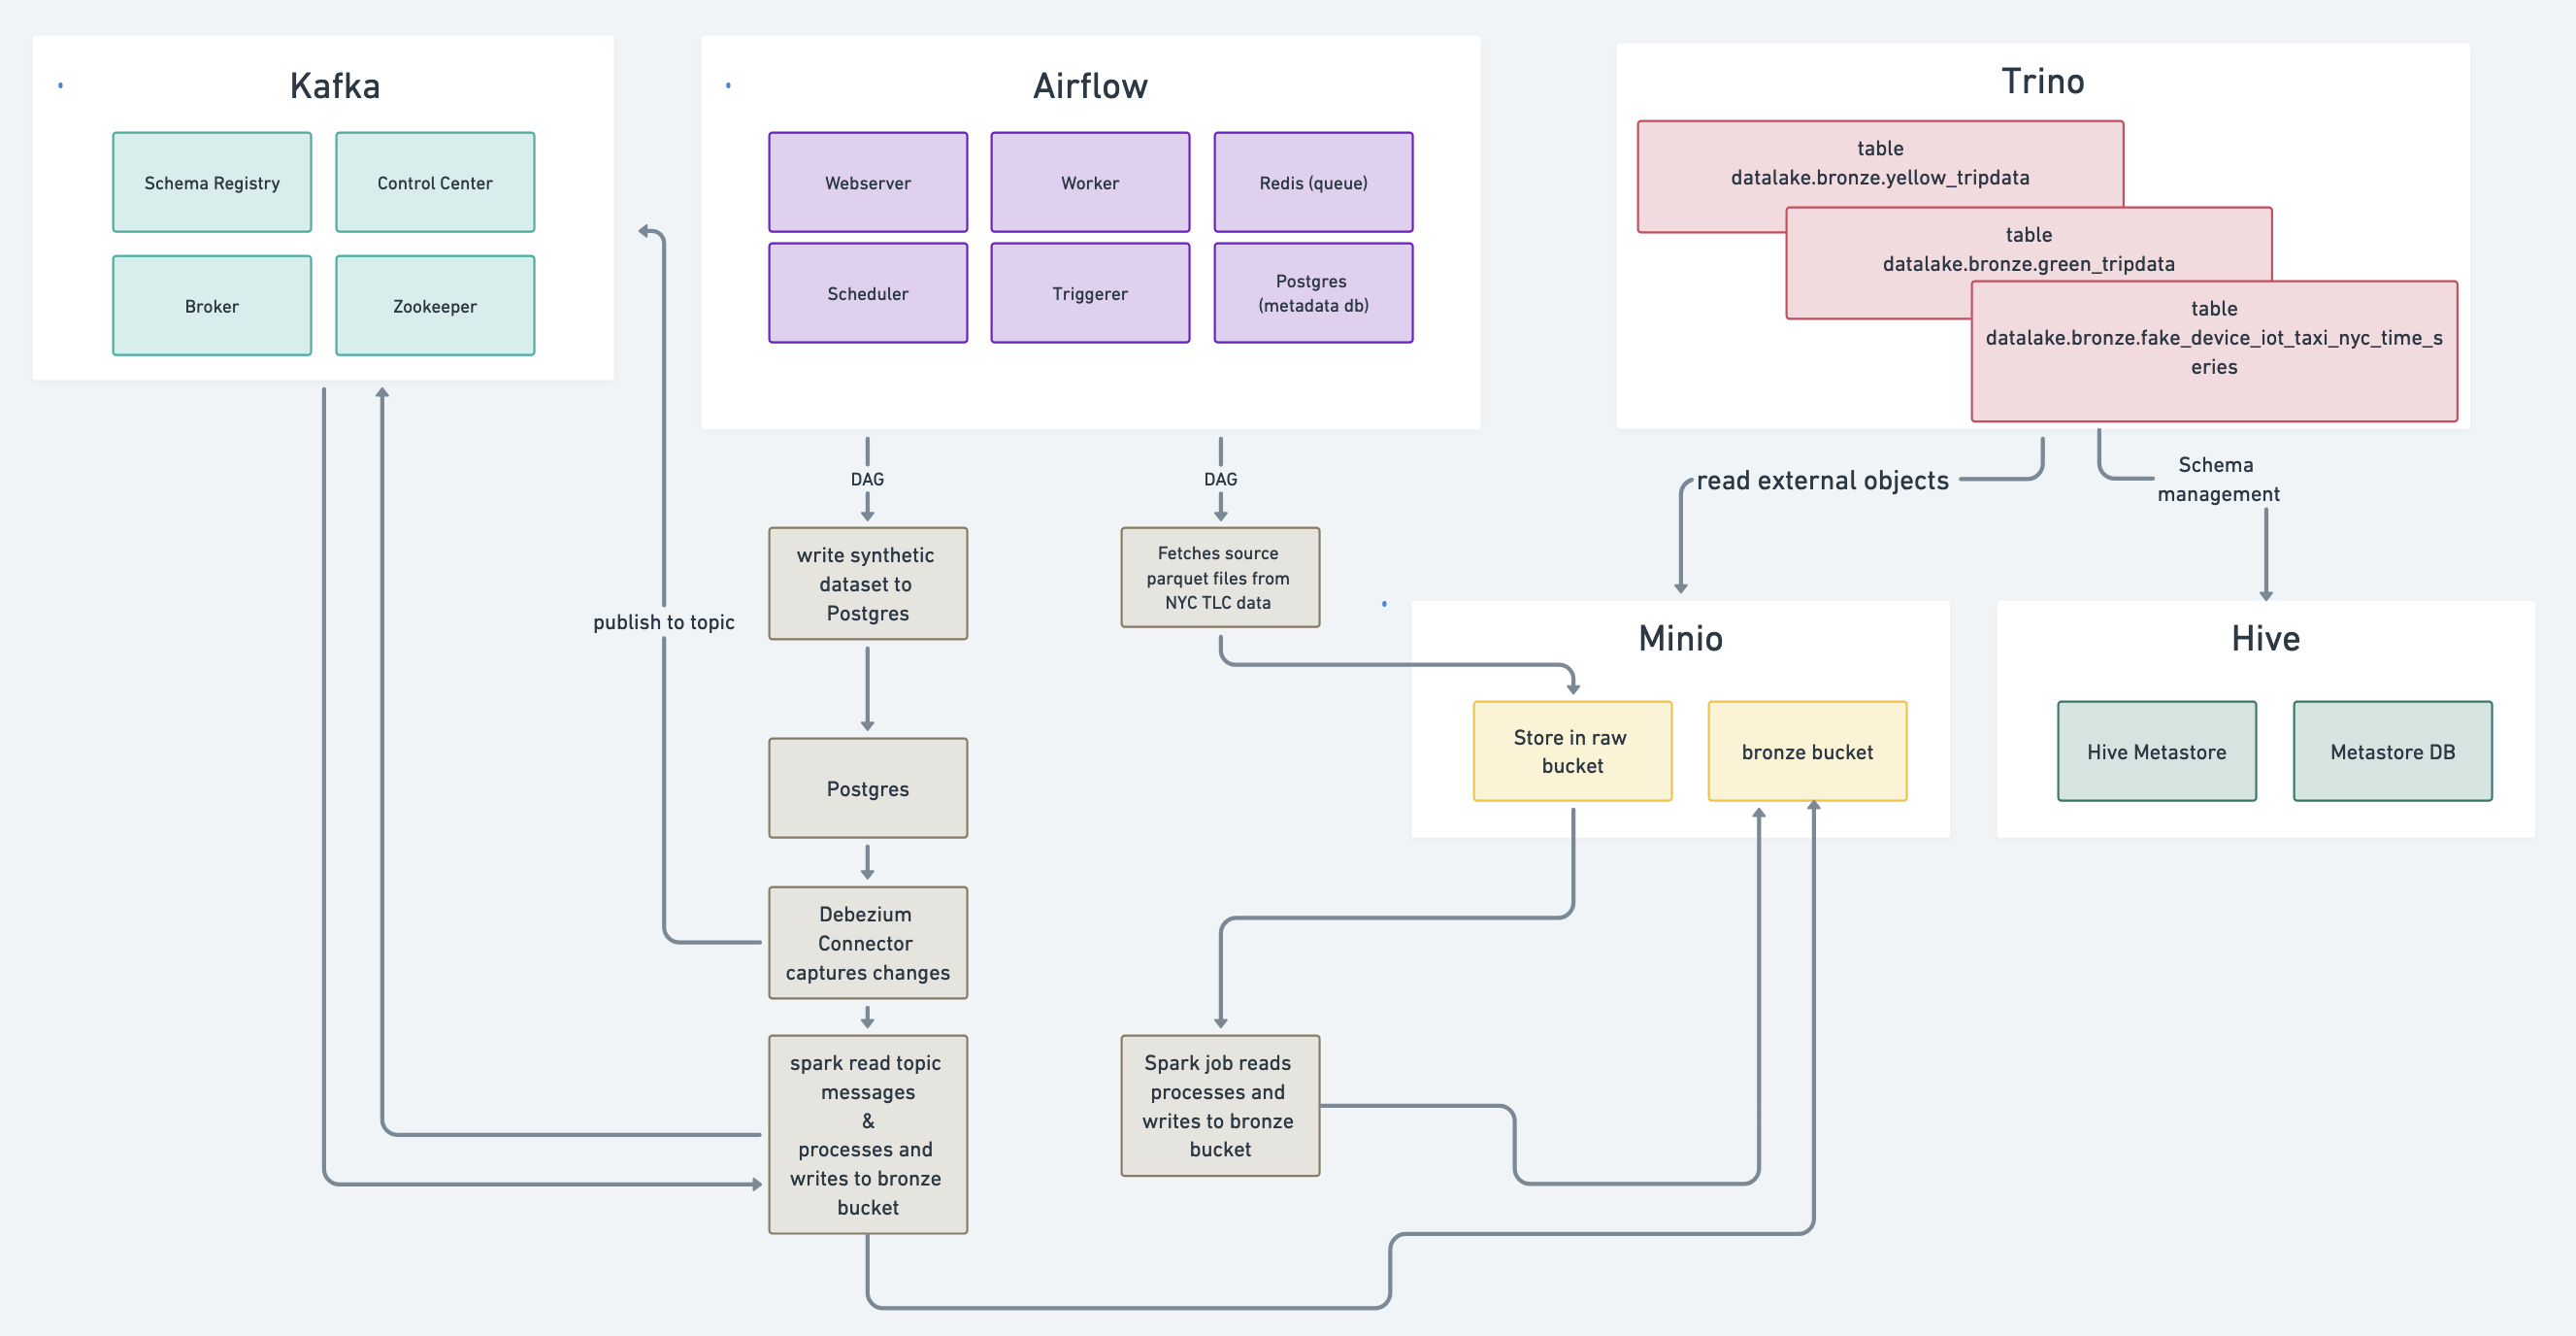 Kafka
Schema Registry
Control Center
Broker
Zookeeper
Airflow
Webserver
Worker
Redis (queue)
Scheduler
Triggerer
Postgres
(metadata db)
Trino
table
datalake.bronze.yellow_tripdata
table
datalake.bronze.green_tripdata
table
datalake.bronze.fake_device_iot_taxi_nyc_time_s
eries
DAG
DAG
read external objects
Schema
management
write synthetic
dataset to
Postgres
Fetches source
parquet files from
NYC TLC data
publish to topic
Minio
Store in raw
bucket
bronze bucket
Hive
Hive Metastore
Metastore DB
Postgres
Debezium
Connector
captures changes
spark read topic
messages
&
processes and
writes to bronze
bucket
Spark job reads
processes and
writes to bronze
bucket